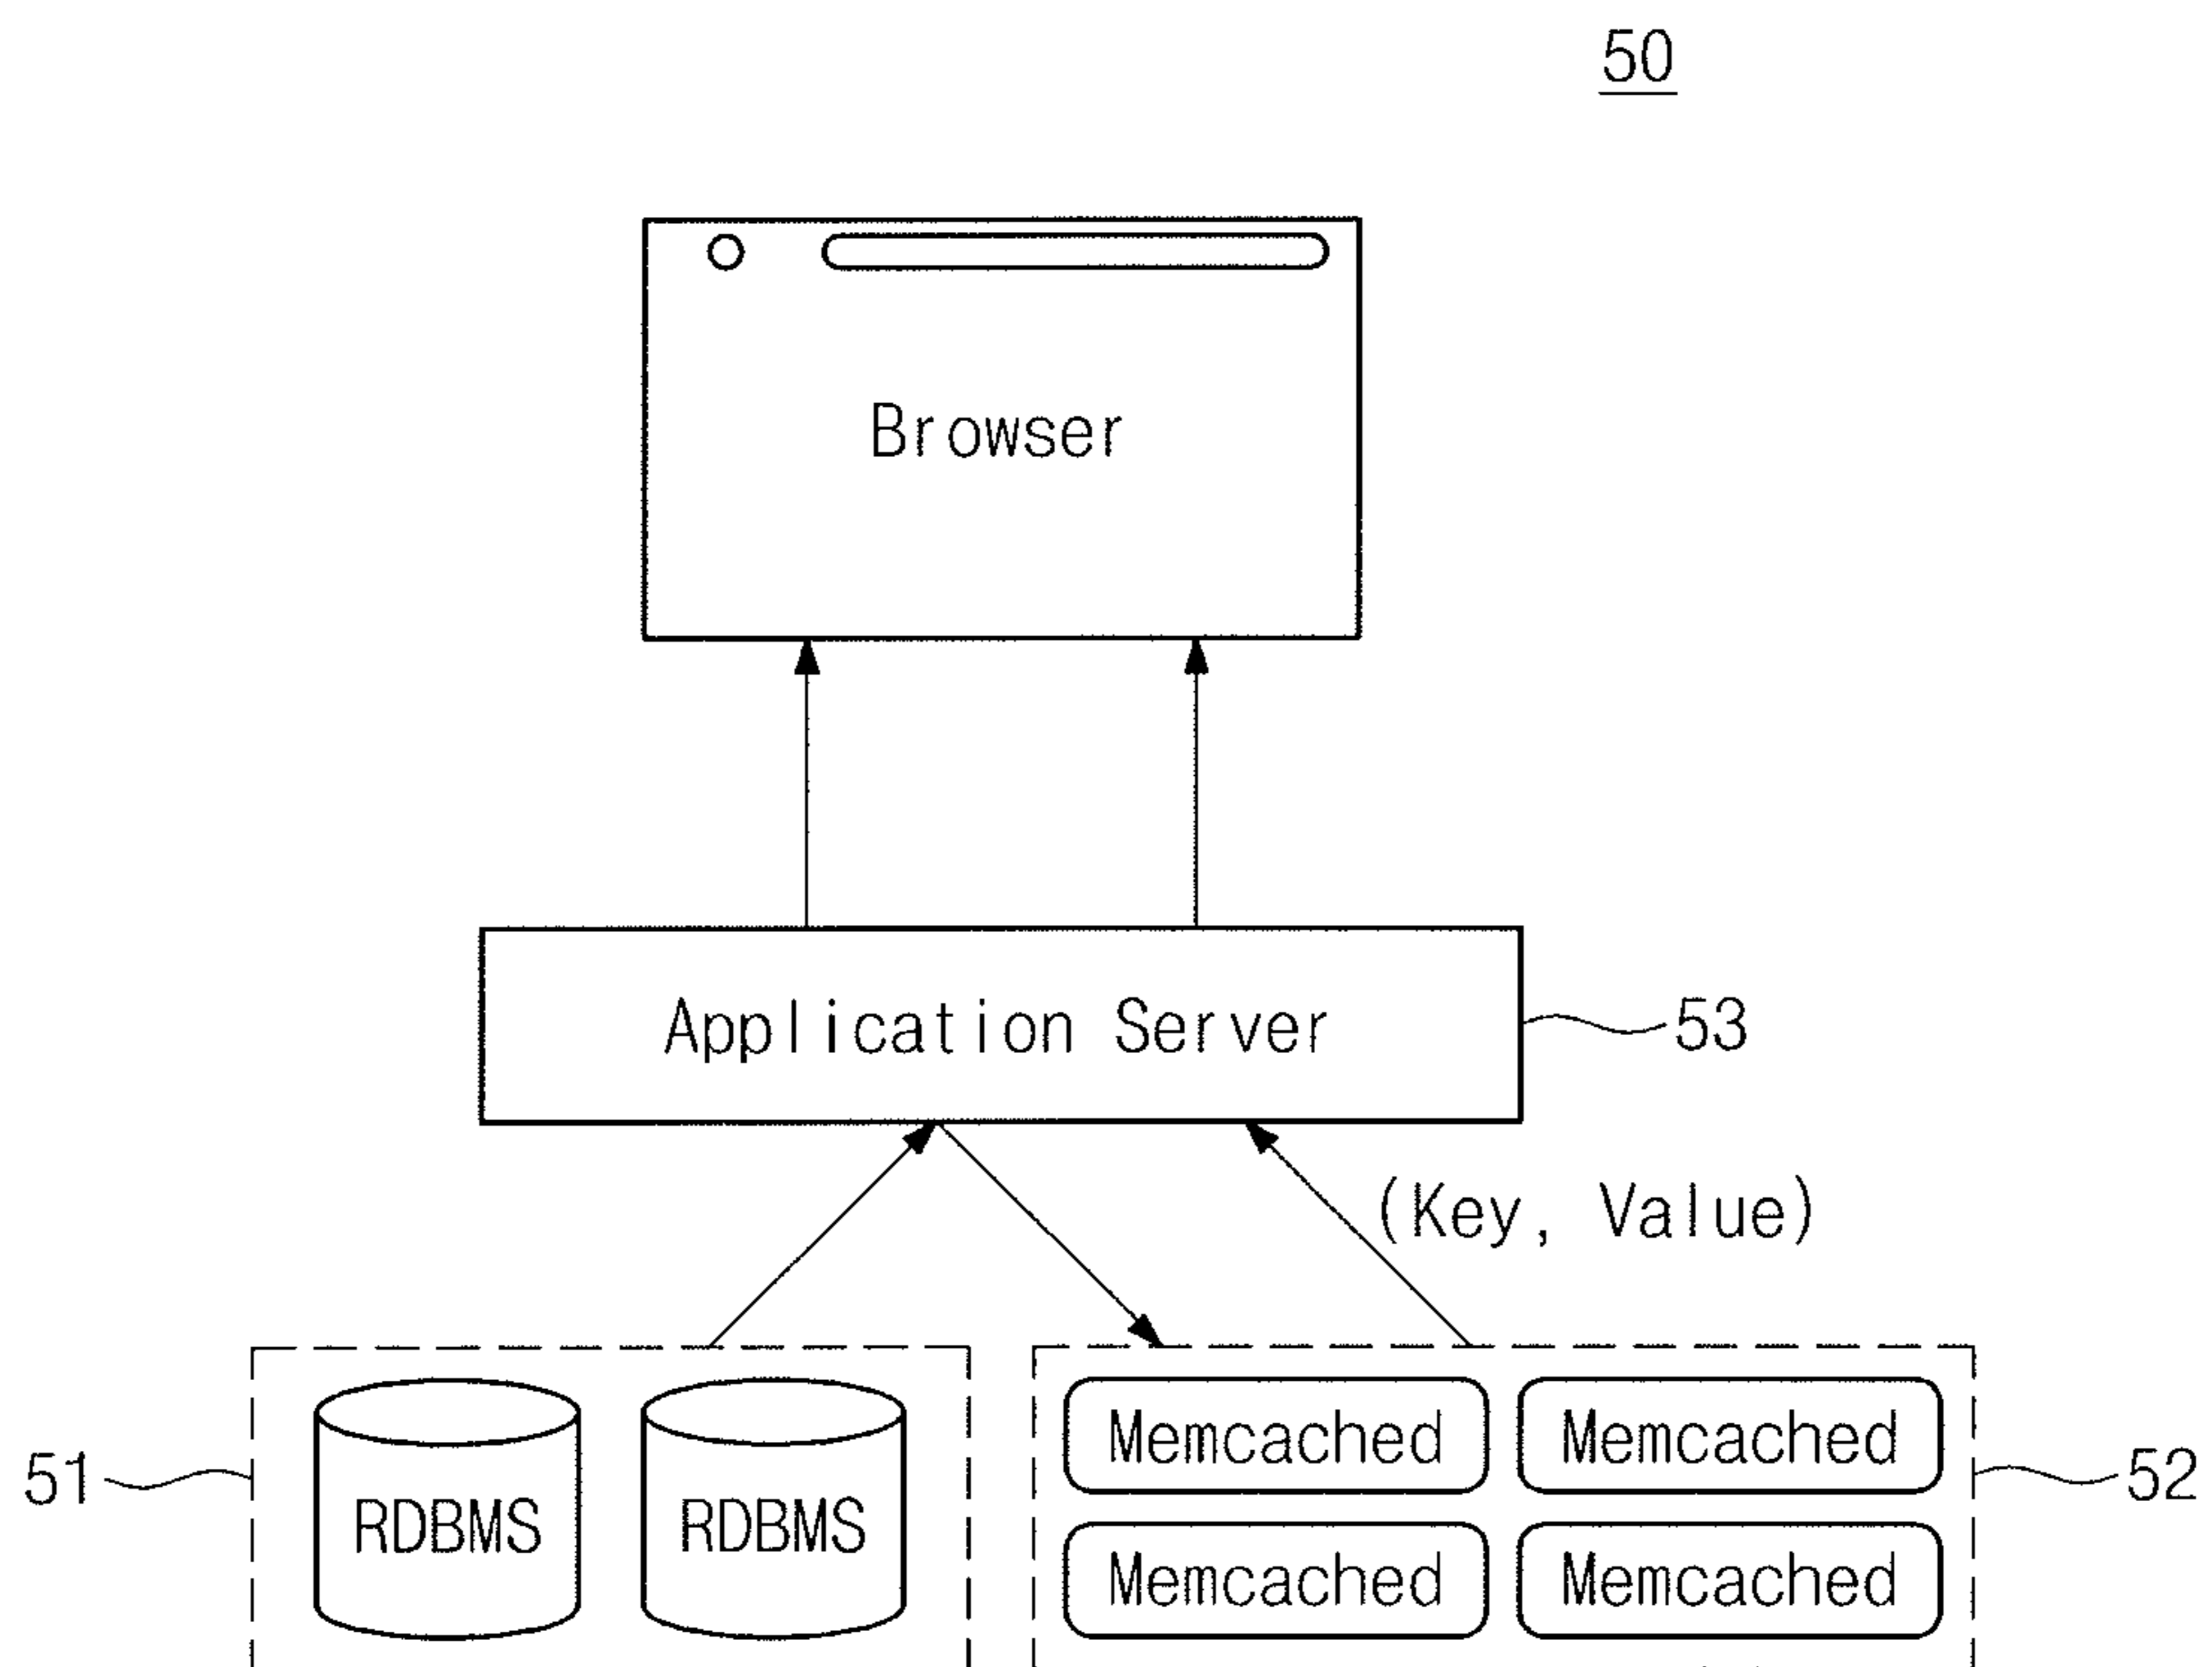 50
Browser
Application Server
53
(Key, Value)
51
RDBMS
RDBMS
Memcached
Memcached
52
Memcached
Memcached